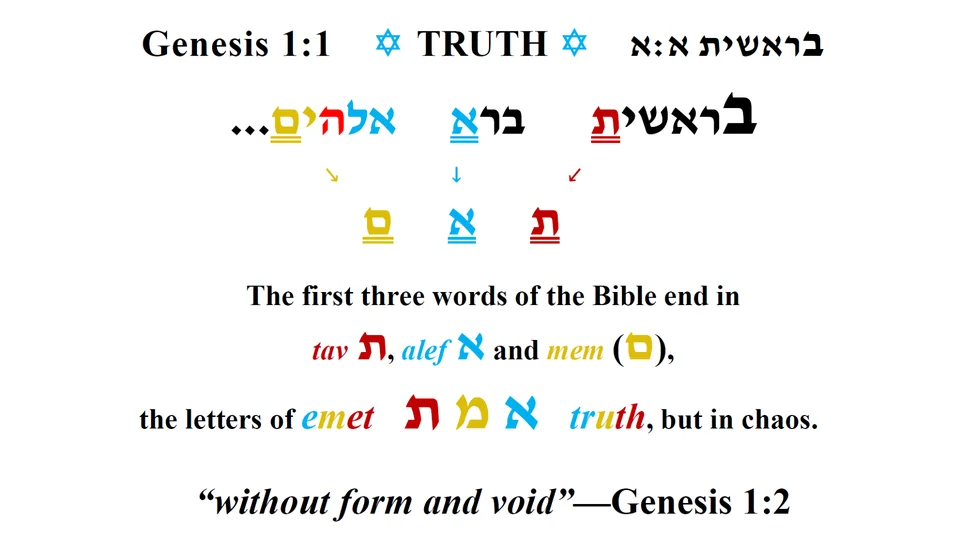 Genesis 1:1 ✡ TRUTH ✡ בראשית א:א
בראשית ברא אלהים...
↘ ↓ ↙
ת א ם
The first three words of the Bible end in
tav ת, alef א and mem (ם),
the letters of emet אמת truth, but in chaos.
“without form and void”—Genesis 1:2